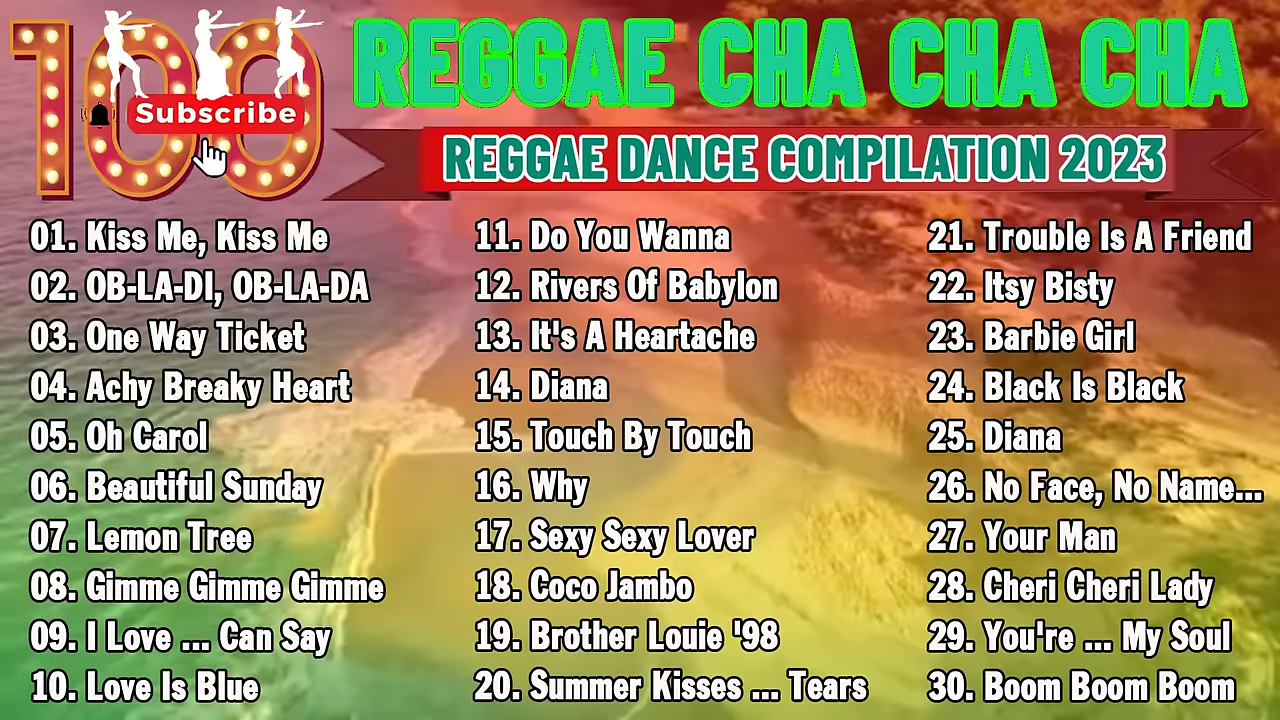 100
Subscribe
REGGAE CHA CHA CHA
REGGAE DANCE COMPILATION 2023
01. Kiss Me, Kiss Me
02. OB-LA-DI, OB-LA-DA
03. One Way Ticket
04. Achy Breaky Heart
05. Oh Carol
06. Beautiful Sunday
07. Lemon Tree
08. Gimme Gimme Gimme
09. I Love ... Can Say
10. Love Is Blue
11. Do You Wanna
12. Rivers Of Babylon
13. It's A Heartache
14. Diana
15. Touch By Touch
16. Why
17. Sexy Sexy Lover
18. Coco Jambo
19. Brother Louie '98
20. Summer Kisses ... Tears
21. Trouble Is A Friend
22. Itsy Bisty
23. Barbie Girl
24. Black Is Black
25. Diana
26. No Face, No Name...
27. Your Man
28. Cheri Cheri Lady
29. You're ... My Soul
30. Boom Boom Boom